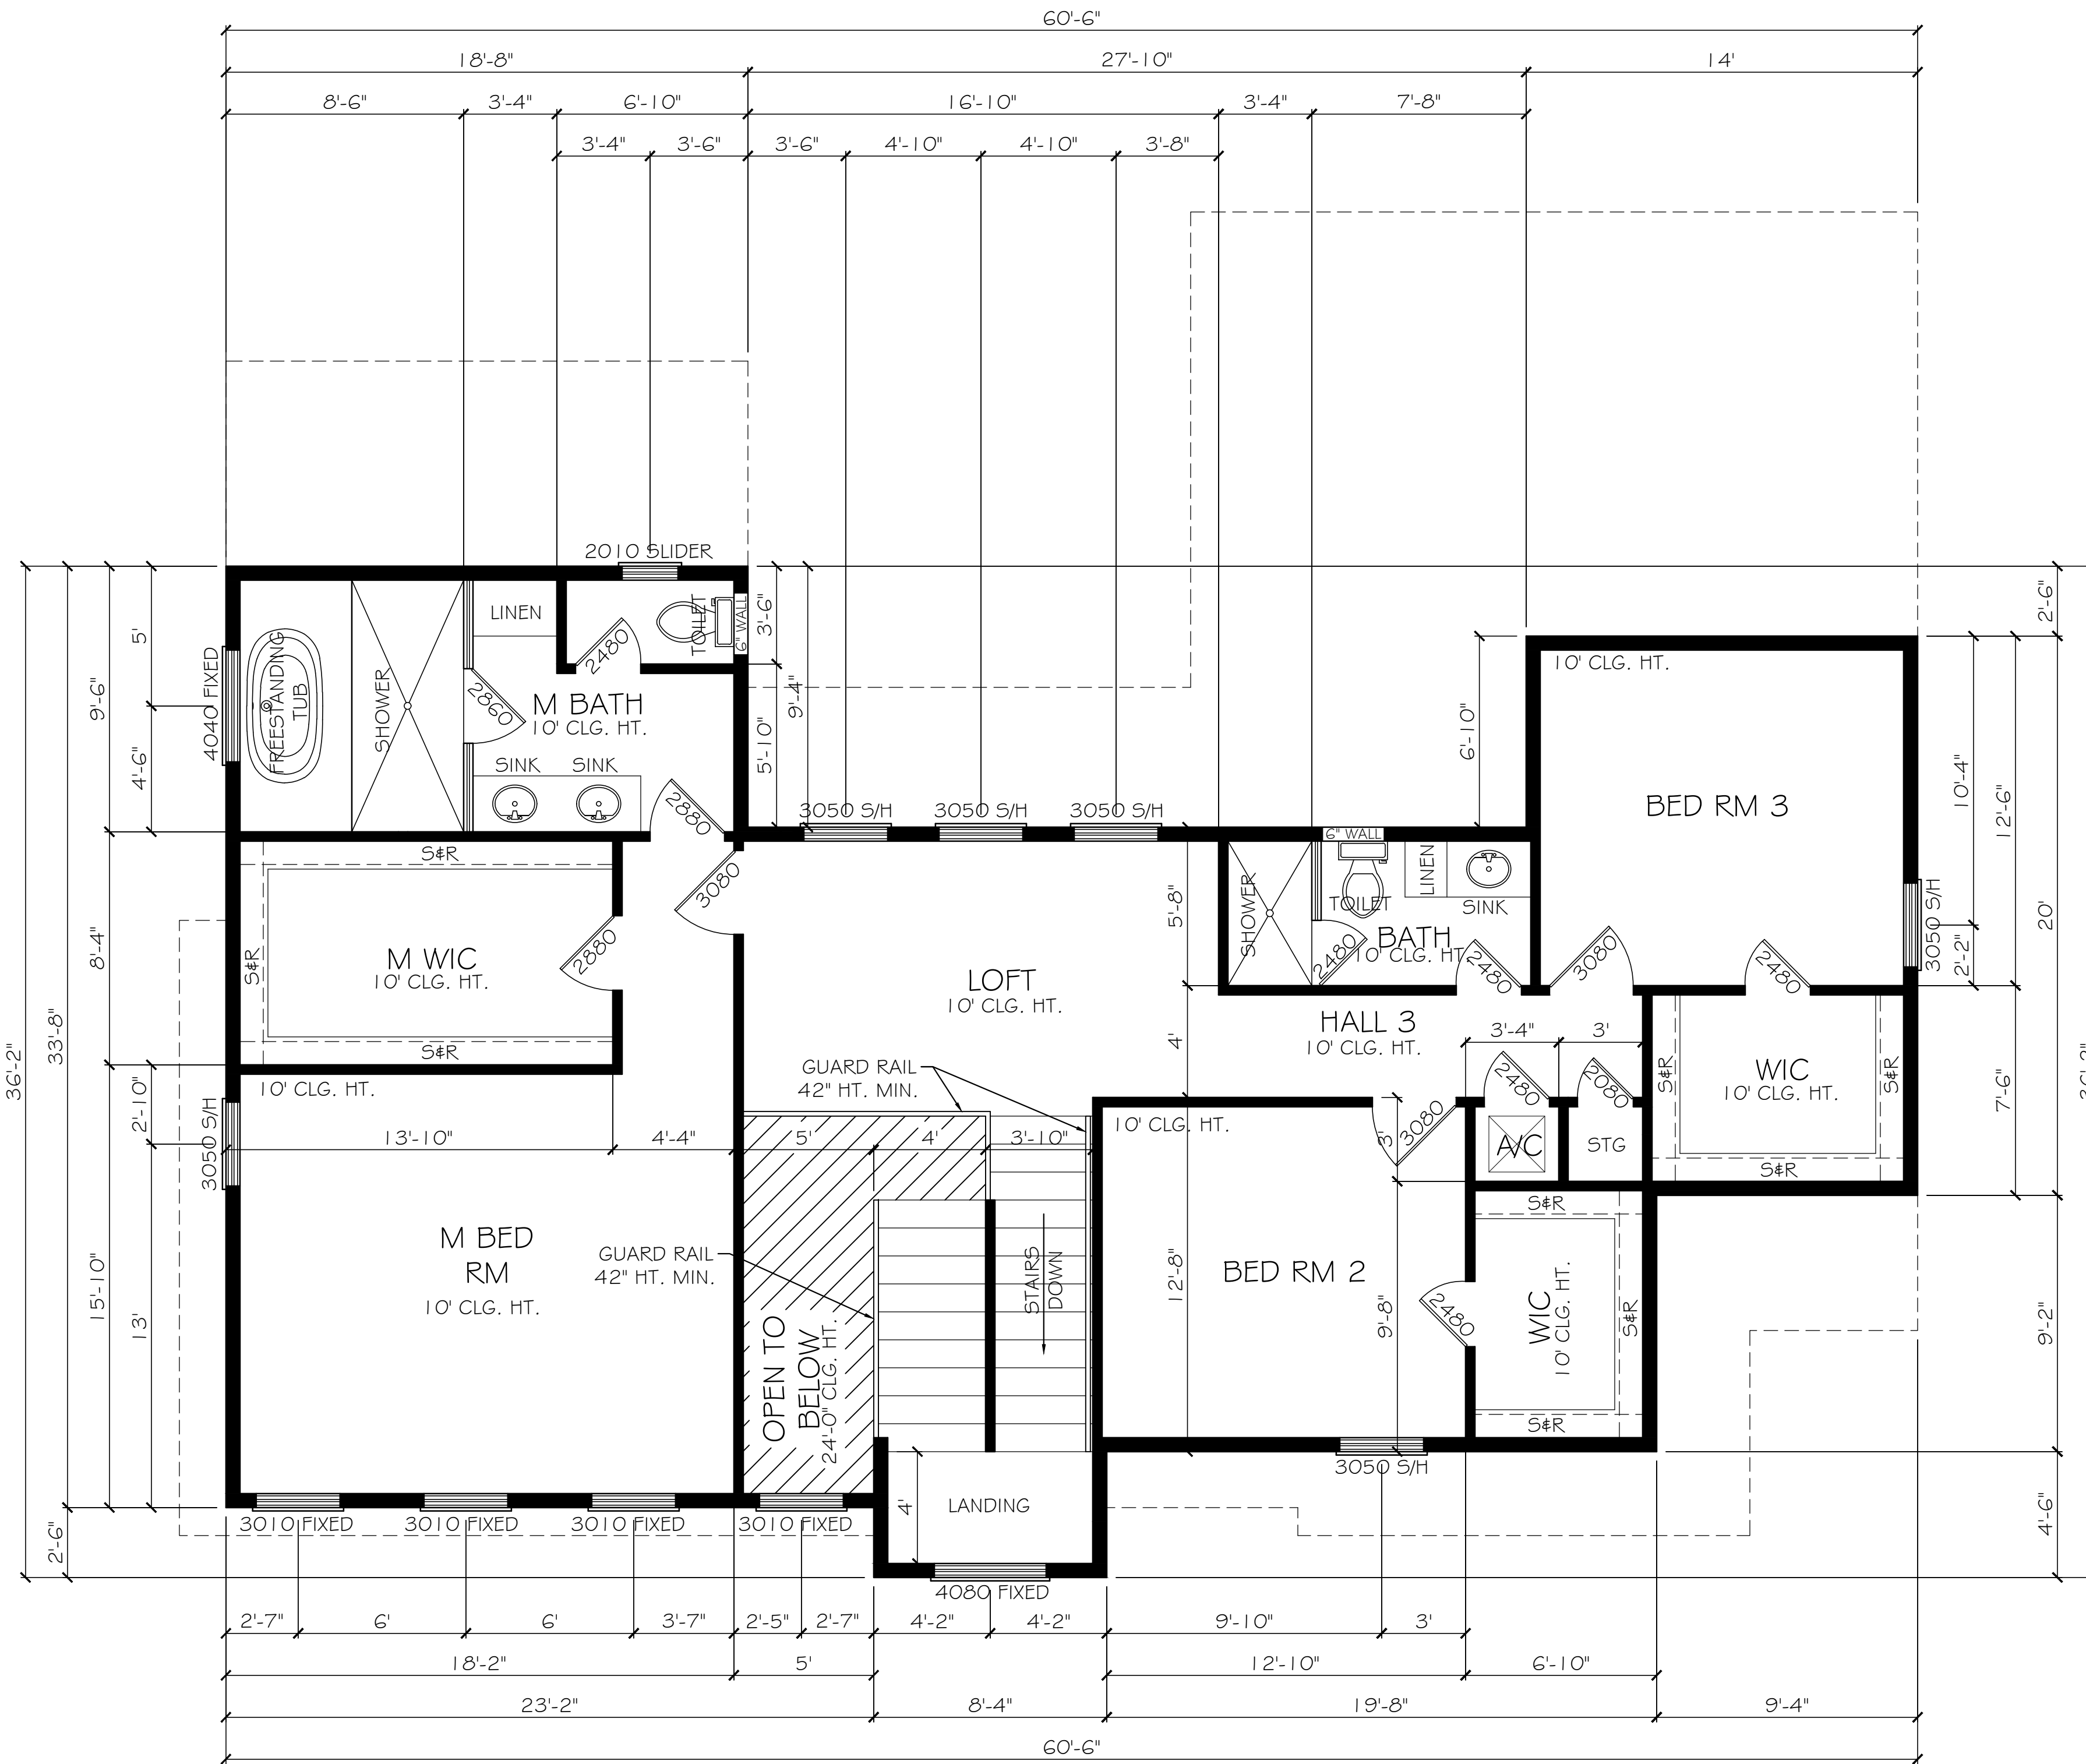 60'-6"
18'-8"
27'-10"
14'
8'-6"
3'-4"
6'-10"
16'-10"
3'-4"
7'-8"
3'-4"
3'-6"
3'-6"
4'-10"
4'-10"
3'-8"
36'-2"
33'-8"
2'-6"
9'-6"
8'-4"
15'-10"
5'
4'-6"
2'-10"
13'
2010 SLIDER
4040 FIXED
FREESTANDING
TUB
SHOWER
LINEN
2480
TOILET
6" WALL
2860
M BATH
10' CLG. HT.
SINK
SINK
2880
3'-6"
5'-10"
9'-4"
3050 S/H
3050 S/H
3050 S/H
S&R
S&R
S&R
M WIC
10' CLG. HT.
2880
3080
LOFT
10' CLG. HT.
5'-8"
4'
6" WALL
SHOWER
TOILET
LINEN
SINK
2480
BATH
10' CLG. HT.
2480
6'-10"
10' CLG. HT.
BED RM 3
3080
2480
3050 S/H
10'-4"
2'-2"
12'-6"
7'-6"
2'-6"
20'
9'-2"
4'-6"
HALL 3
10' CLG. HT.
3'-4"
3'
2480
2080
A/C
STG
S&R
S&R
S&R
WIC
10' CLG. HT.
GUARD RAIL
42" HT. MIN.
10' CLG. HT.
3050 S/H
13'-10"
4'-4"
5'
4'
3'-10"
10' CLG. HT.
3'
3080
M BED
RM
10' CLG. HT.
GUARD RAIL
42" HT. MIN.
OPEN TO
BELOW
24'-0" CLG. HT.
STAIRS
DOWN
12'-8"
BED RM 2
9'-8"
2480
S&R
S&R
S&R
WIC
10' CLG. HT.
3050 S/H
4'
LANDING
3010 FIXED
3010 FIXED
3010 FIXED
3010 FIXED
4080 FIXED
2'-7"
6'
6'
3'-7"
2'-5"
2'-7"
4'-2"
4'-2"
9'-10"
3'
18'-2"
5'
12'-10"
6'-10"
23'-2"
8'-4"
19'-8"
9'-4"
60'-6"